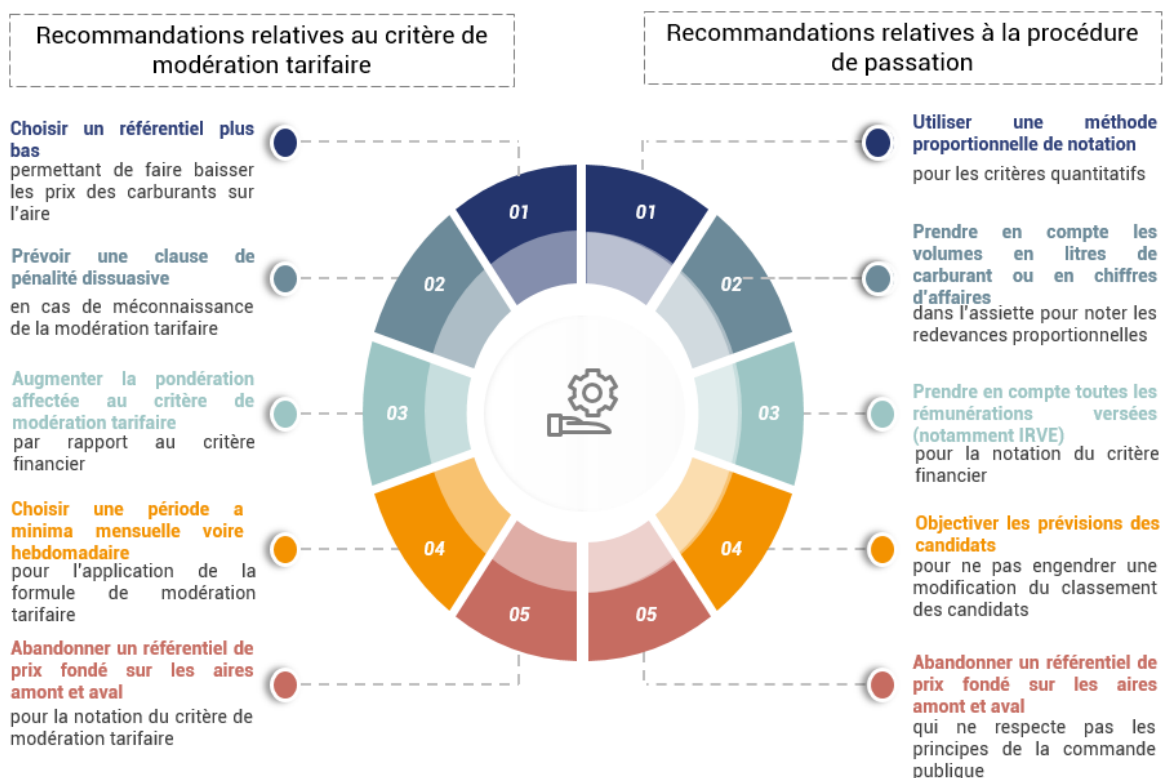 Recommandations relatives au critère de
modération tarifaire
Choisir un référentiel plus
bas
permettant de faire baisser
les prix des carburants sur
l'aire
Prévoir une clause de
pénalité dissuasive
en cas de méconnaissance
de la modération tarifaire
Augmenter la pondération
affectée au critère de
modération tarifaire
par rapport au critère
financier
Choisir une période a
minima mensuelle voire
hebdomadaire
pour l'application de la
formule de modération
tarifaire
Abandonner un référentiel de
prix fondé sur les aires
amont et aval
pour la notation du critère de
modération tarifaire
01
02
03
04
05
01
02
03
04
05
Recommandations relatives à la procédure
de passation
Utiliser une méthode
proportionnelle de notation
pour les critères quantitatifs
Prendre en compte les
volumes en litres de
carburant ou en chiffres
d'affaires
dans l'assiette pour noter les
redevances proportionnelles
Prendre en compte toutes les
rémunérations versées
(notamment IRVE)
pour la notation du critère
financier
Objectiver les prévisions des
candidats
pour ne pas engendrer une
modification du classement
des candidats
Abandonner un référentiel de
prix fondé sur les aires
amont et aval
qui ne respecte pas les
principes de la commande
publique